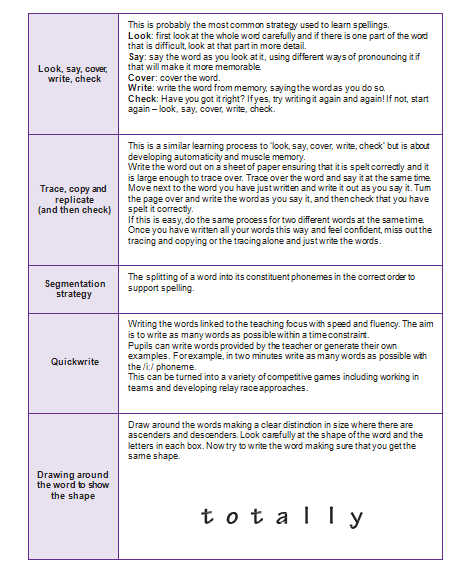 Look, say, cover,
write, check
This is probably the most common strategy used to learn spellings.
Look: first look at the whole word carefully and if there is one part of the word
that is difficult, look at that part in more detail.
Say: say the word as you look at it, using different ways of pronouncing it if
that will make it more memorable.
Cover: cover the word.
Write: write the word from memory, saying the word as you do so.
Check: Have you got it right? If yes, try writing it again and again! If not, start
again – look, say, cover, write, check.
Trace, copy and
replicate
(and then check)
This is a similar learning process to ‘look, say, cover, write, check’ but is about
developing automaticity and muscle memory.
Write the word out on a sheet of paper ensuring that it is spelt correctly and it
is large enough to trace over. Trace over the word and say it at the same time.
Move next to the word you have just written and write it out as you say it. Turn
the page over and write the word as you say it, and then check that you have
spelt it correctly.
If this is easy, do the same process for two different words at the same time.
Once you have written all your words this way and feel confident, miss out the
tracing and copying or the tracing alone and just write the words.
Segmentation
strategy
The splitting of a word into its constituent phonemes in the correct order to
support spelling.
Quickwrite
Writing the words linked to the teaching focus with speed and fluency. The aim
is to write as many words as possible within a time constraint.
Pupils can write words provided by the teacher or generate their own
examples. For example, in two minutes write as many words as possible with
the /iː/ phoneme.
This can be turned into a variety of competitive games including working in
teams and developing relay race approaches.
Drawing around
the word to show
the shape
Draw around the words making a clear distinction in size where there are
ascenders and descenders. Look carefully at the shape of the word and the
letters in each box. Now try to write the word making sure that you get the
same shape.
t o t a l l y